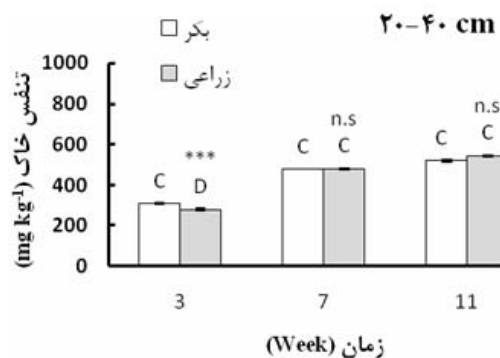 ۲۰-۴۰ cm
بکر
زراعی
تنفس خاک (mg kg-1)
1000
800
600
400
200
0
C
***
D
n.s
C
C
n.s
C
C
3
7
11
زمان (Week)